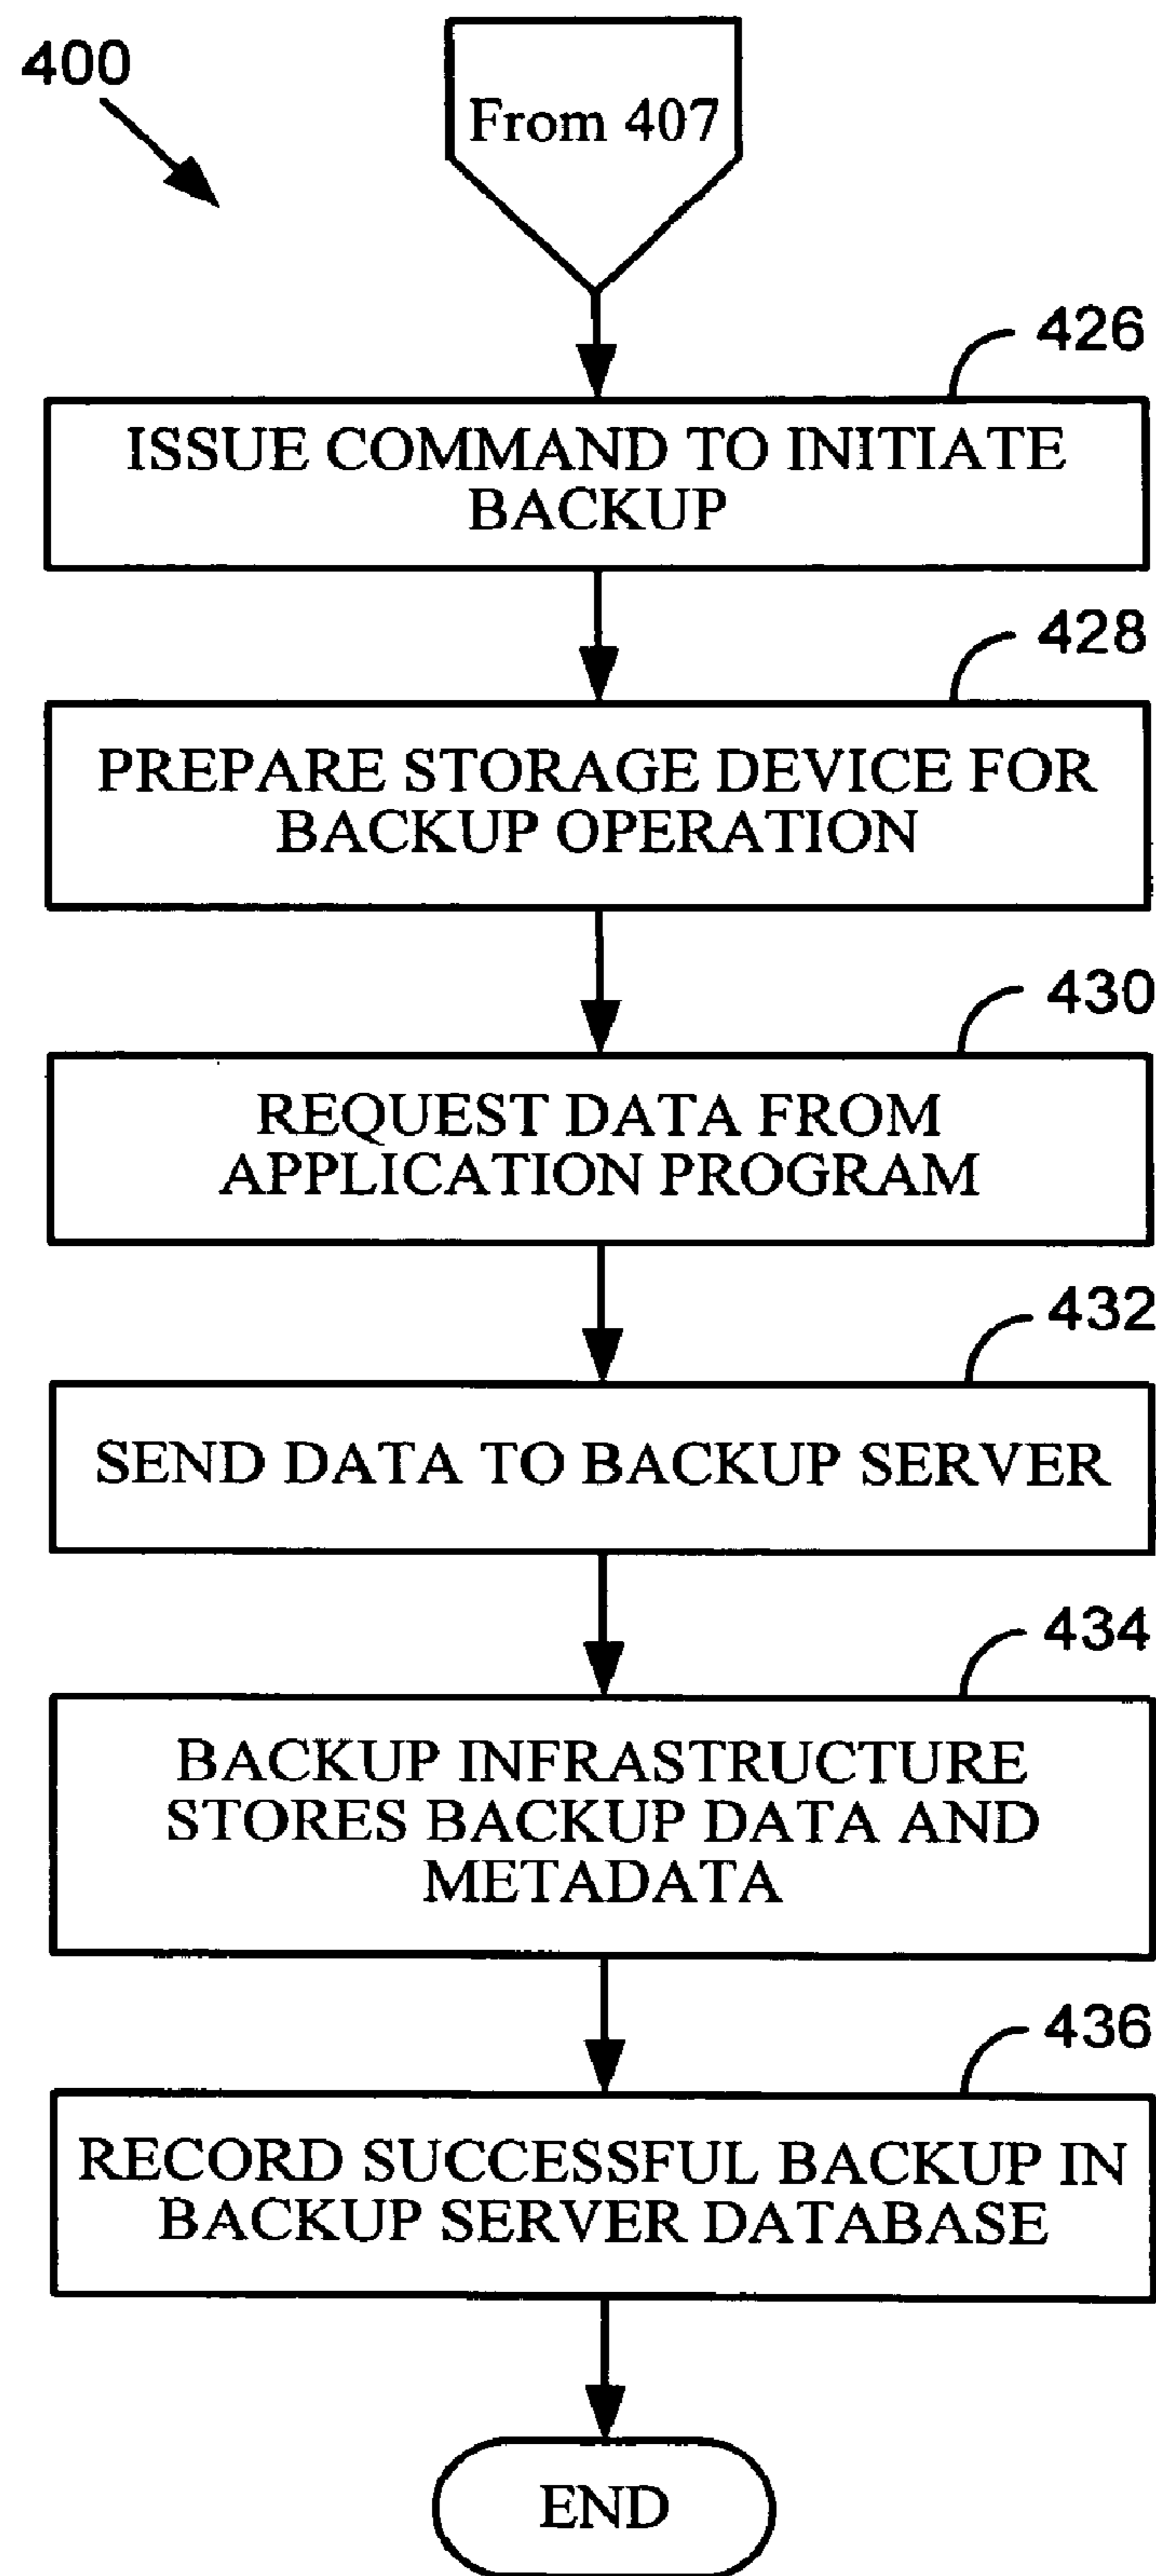 400
From 407
426
ISSUE COMMAND TO INITIATE
BACKUP
428
PREPARE STORAGE DEVICE FOR
BACKUP OPERATION
430
REQUEST DATA FROM
APPLICATION PROGRAM
432
SEND DATA TO BACKUP SERVER
434
BACKUP INFRASTRUCTURE
STORES BACKUP DATA AND
METADATA
436
RECORD SUCCESSFUL BACKUP IN
BACKUP SERVER DATABASE
END